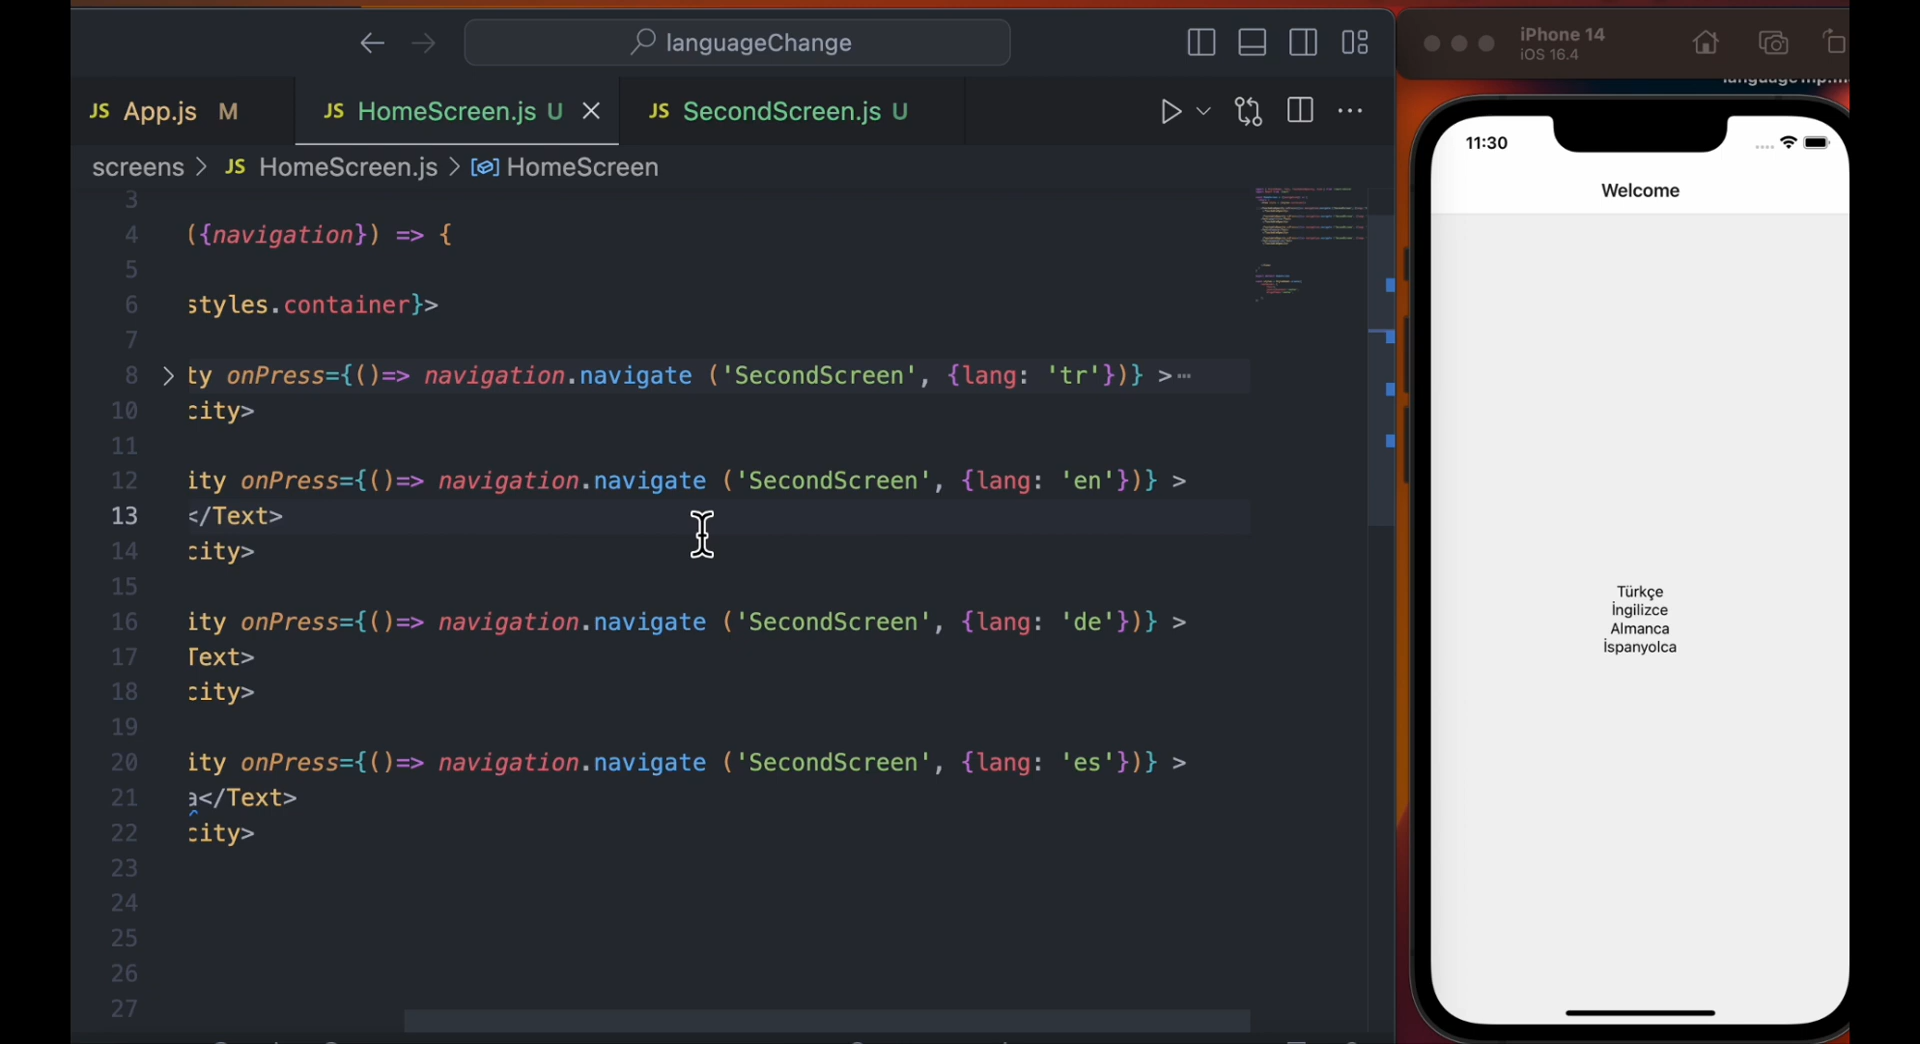 languageChange
JS App.js M
JS HomeScreen.js U
JS SecondScreen.js U
screens > JS HomeScreen.js > HomeScreen
3
4 ({navigation}) => {
5
6 styles.container}>
7
8 ty onPress={()=> navigation.navigate ('SecondScreen', {lang: 'tr'})} >…
10 city>
11
12 ity onPress={()=> navigation.navigate ('SecondScreen', {lang: 'en'})} >
13 </Text>
14 city>
15
16 ity onPress={()=> navigation.navigate ('SecondScreen', {lang: 'de'})} >
17 Text>
18 city>
19
20 ity onPress={()=> navigation.navigate ('SecondScreen', {lang: 'es'})} >
21 a</Text>
22 city>
23
24
25
26
27
iPhone 14
iOS 16.4
11:30
Welcome
Türkçe
İngilizce
Almanca
İspanyolca